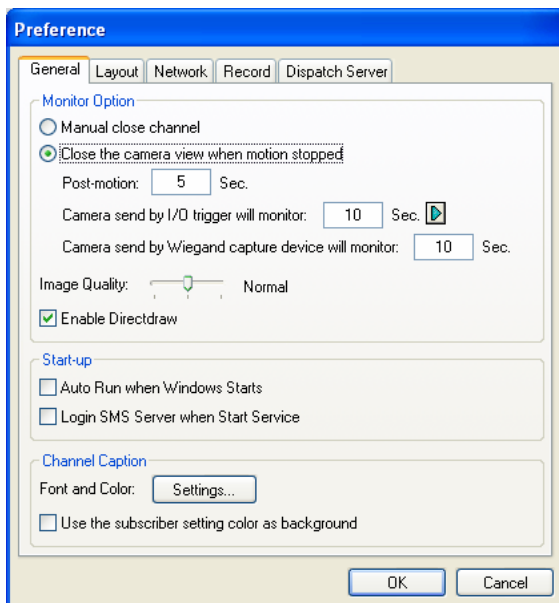 Preference
General Layout Network Record Dispatch Server
Monitor Option
Manual close channel
Close the camera view when motion stopped
Post-motion: 5 Sec.
Camera send by I/O trigger will monitor: 10 Sec.
Camera send by Wiegand capture device will monitor: 10 Sec.
Image Quality: Normal
Enable Directdraw
Start-up
Auto Run when Windows Starts
Login SMS Server when Start Service
Channel Caption
Font and Color: Settings...
Use the subscriber setting color as background
OK Cancel